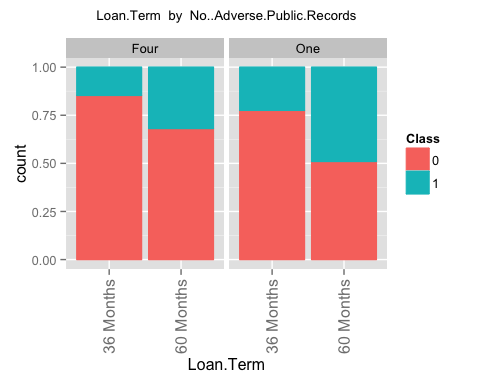 Loan.Term by No..Adverse.Public.Records
Four
One
1.00
0.75
0.50
0.25
0.00
count
36 Months
60 Months
36 Months
60 Months
Loan.Term
Class
0
1